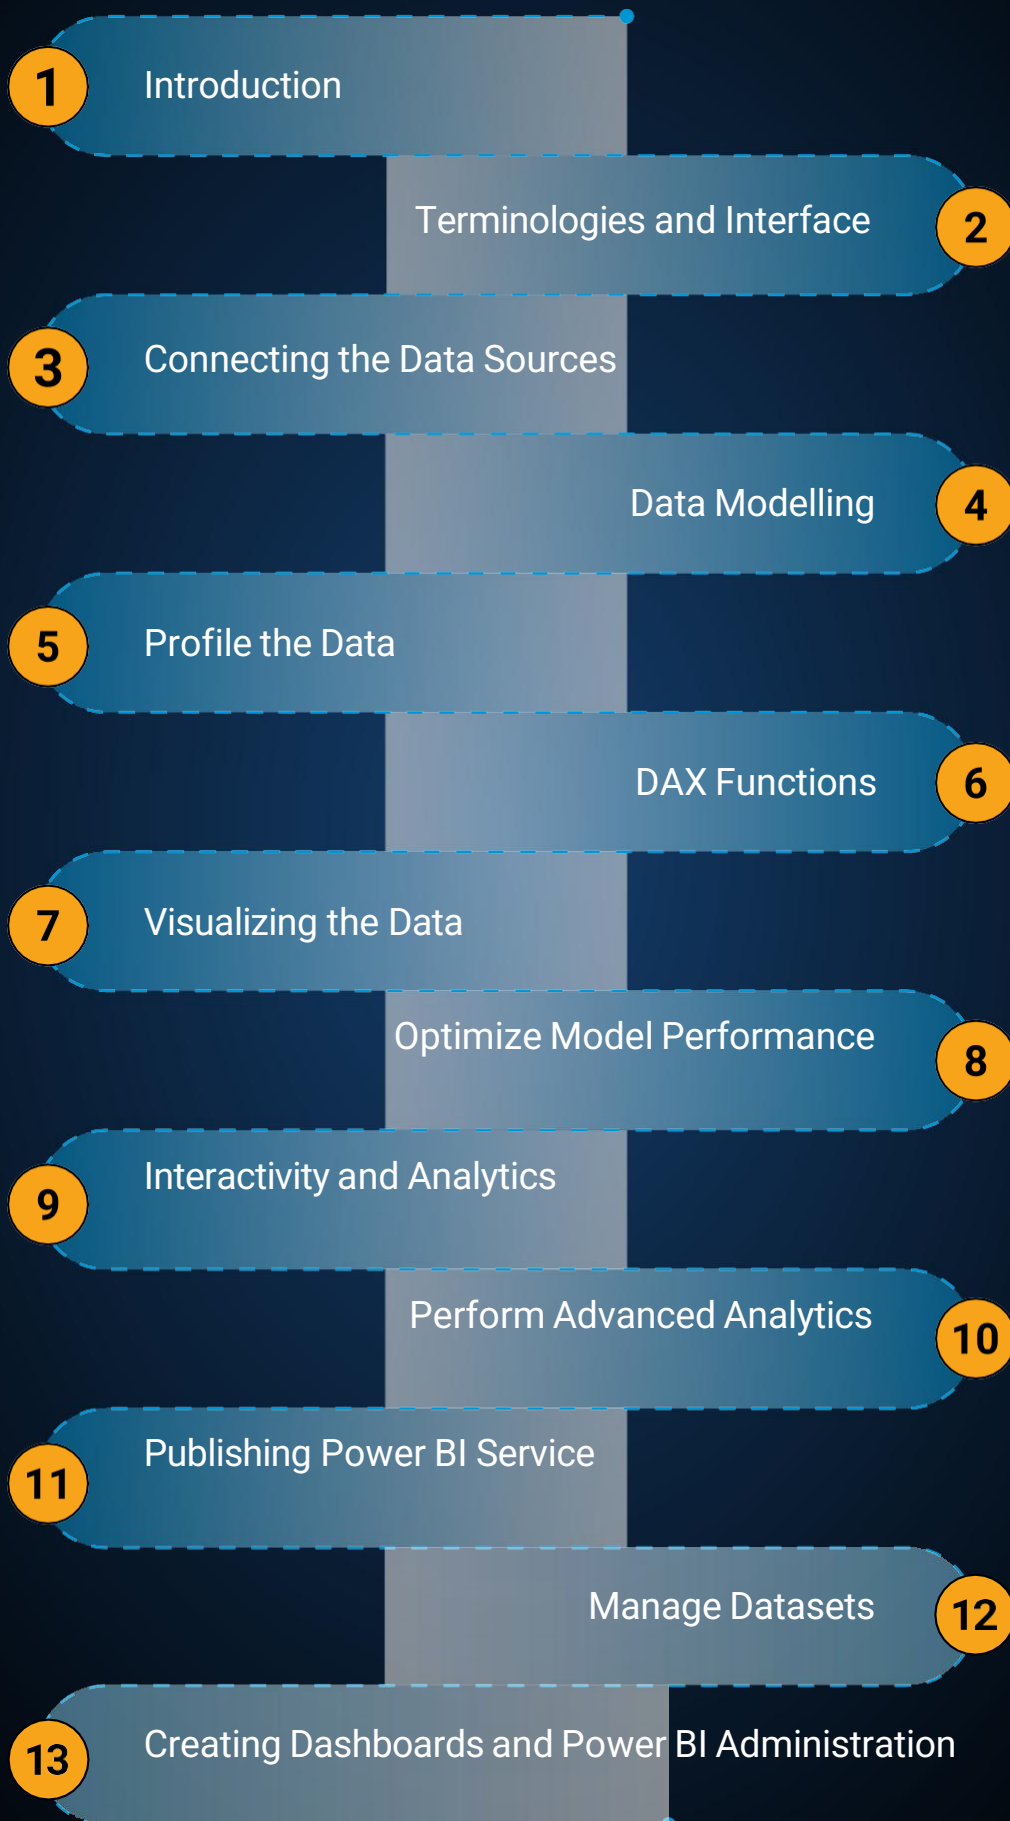 1 Introduction
Terminologies and Interface 2
3 Connecting the Data Sources
Data Modelling 4
5 Profile the Data
DAX Functions 6
7 Visualizing the Data
Optimize Model Performance 8
9 Interactivity and Analytics
Perform Advanced Analytics 10
11 Publishing Power BI Service
Manage Datasets 12
13 Creating Dashboards and Power BI Administration